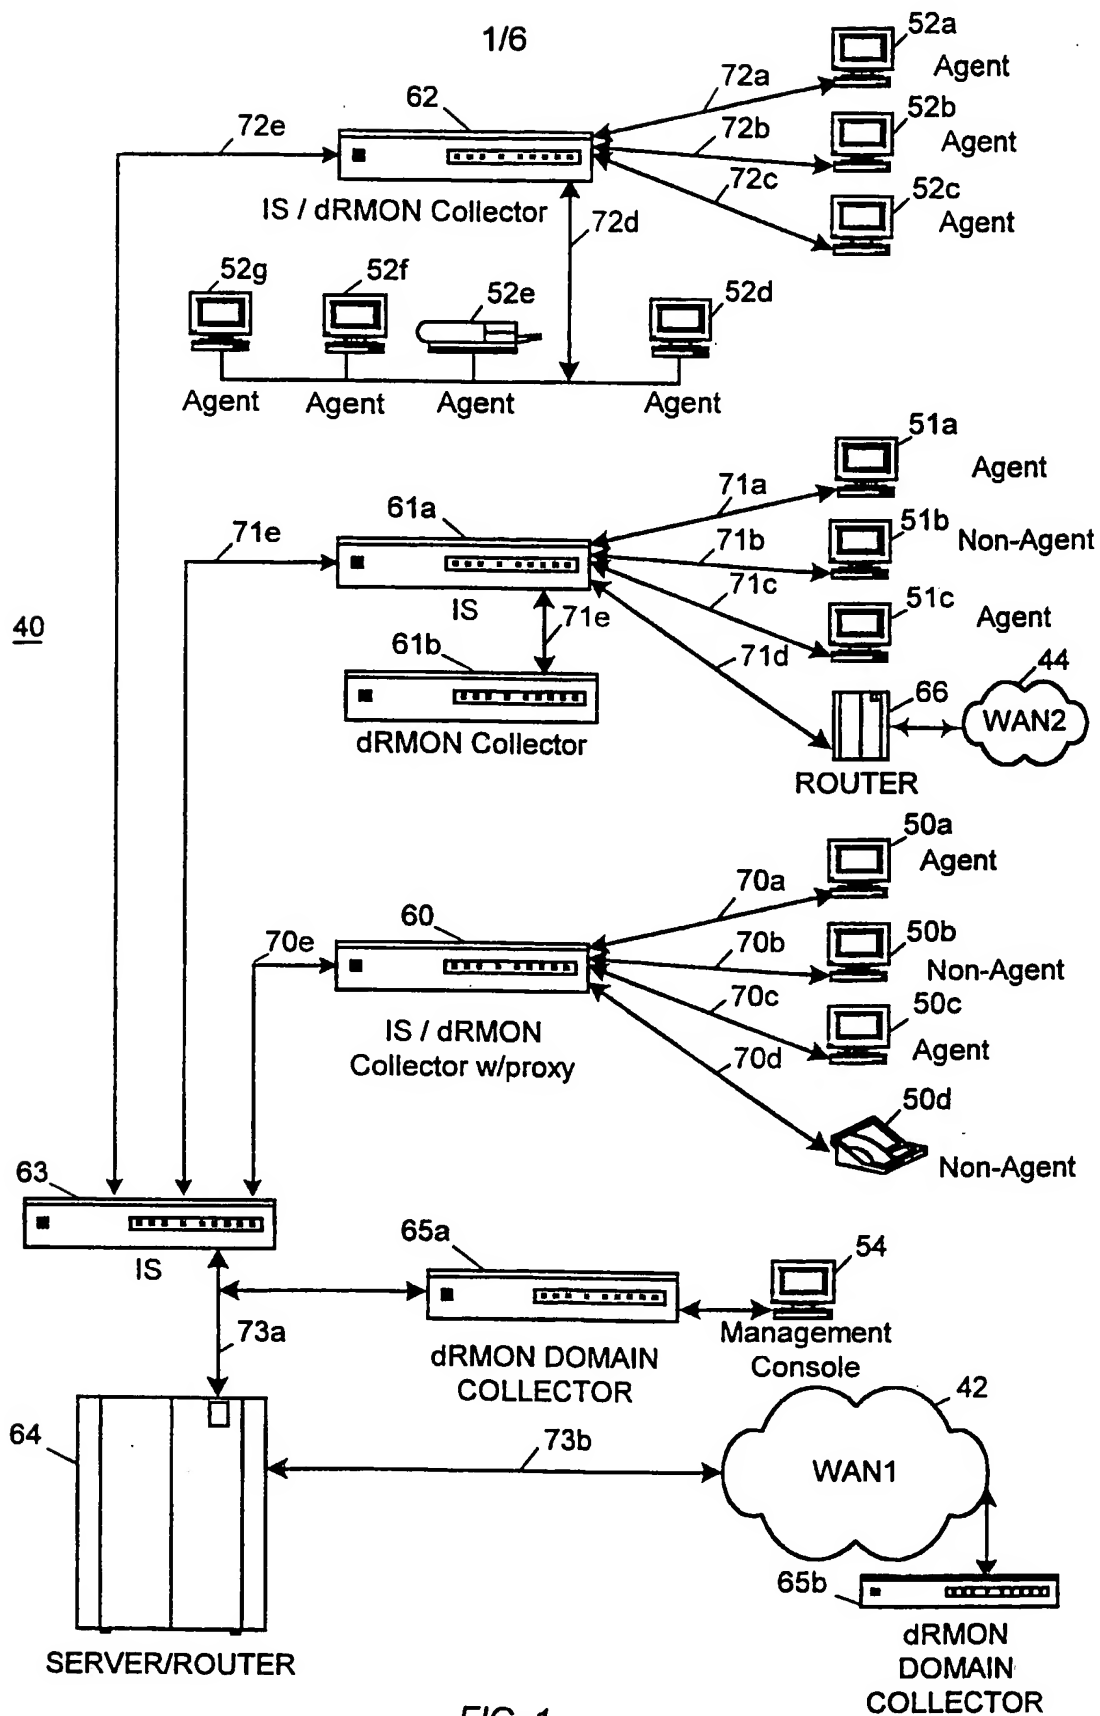 1/6
52a
Agent
72a
62
52b
72e
72b
Agent
72c
52c
IS / dRMON Collector
72d
Agent
52g
52f
52e
52d
Agent
Agent
Agent
Agent
51a
Agent
71a
61a
51b
71e
71b
Non-Agent
71c
51c
40
IS
71e
Agent
61b
71d
44
66
WAN2
dRMON Collector
ROUTER
50a
Agent
70a
60
50b
70e
70b
Non-Agent
70c
50c
IS / dRMON
Collector w/proxy
70d
Agent
50d
Non-Agent
63
65a
54
IS
73a
Management
Console
dRMON DOMAIN
COLLECTOR
42
64
73b
WAN1
65b
SERVER/ROUTER
dRMON
DOMAIN
COLLECTOR
FIG. 1